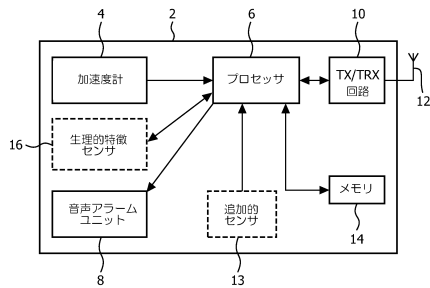 4
2
6
10
加速度計
プロセッサ
TX/TRX
回路
12
16
生理的特徴
センサ
音声アラーム
ユニット
追加的
センサ
メモリ
14
8
13